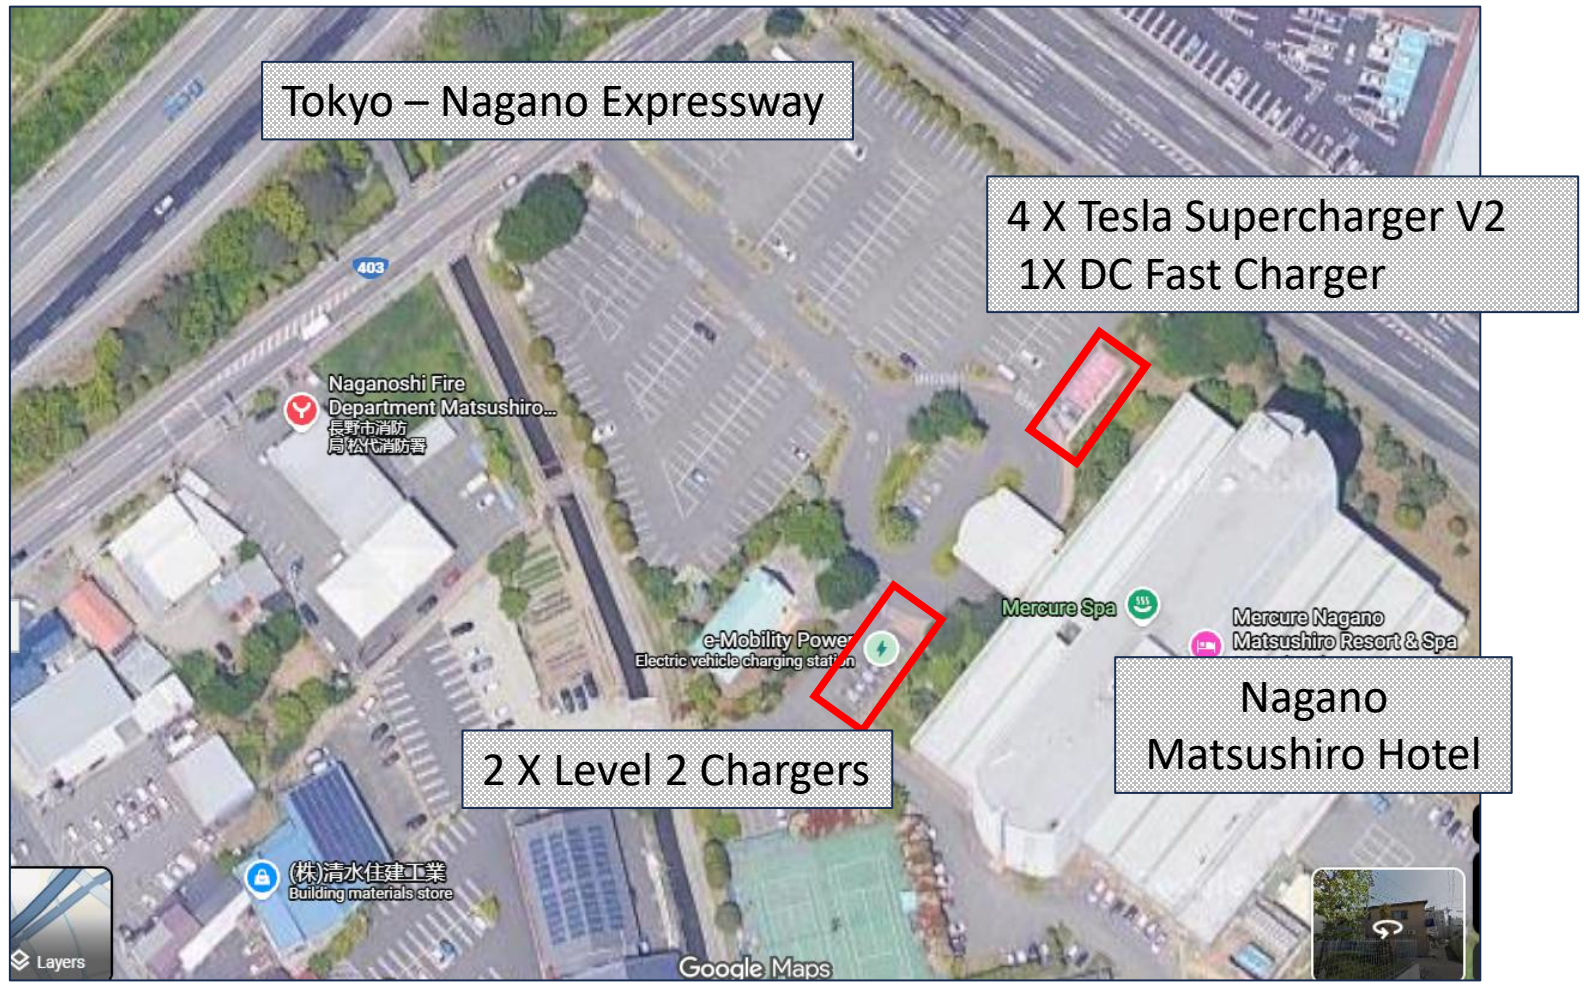 Tokyo – Nagano Expressway
4 X Tesla Supercharger V2
1X DC Fast Charger
403
Naganoshi Fire
Department Matsushiro...
長野市消防
局 松代消防署
Mercure Spa
Mercure Nagano
Matsushiro Resort & Spa
e-Mobility Power
Electric vehicle charging station
Nagano
Matsushiro Hotel
2 X Level 2 Chargers
(株)清水住建工業
Building materials store
Layers
Google Maps